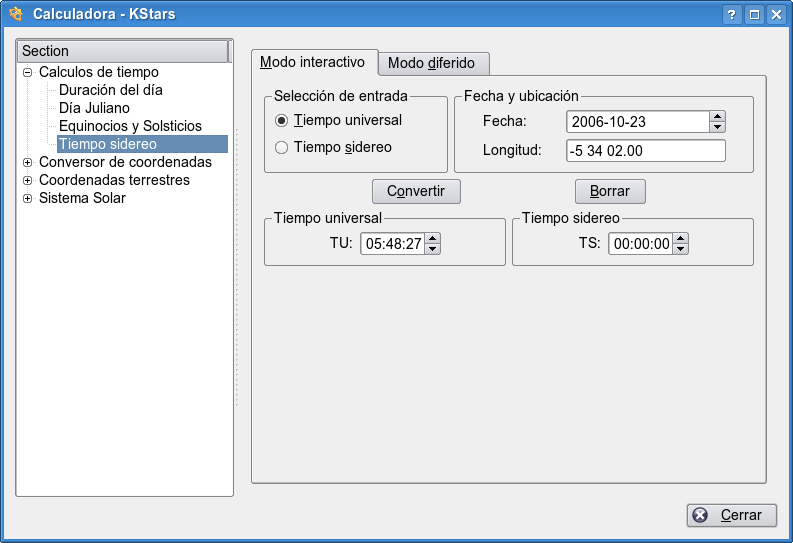 Calculadora - KStars
Section
Calculos de tiempo
Duración del día
Día Juliano
Equinocios y Solsticios
Tiempo sidereo
Conversor de coordenadas
Coordenadas terrestres
Sistema Solar
Modo interactivo
Modo diferido
Selección de entrada
Tiempo universal
Tiempo sidereo
Fecha y ubicación
Fecha: 2006-10-23
Longitud: -5 34 02.00
Convertir
Borrar
Tiempo universal
TU: 05:48:27
Tiempo sidereo
TS: 00:00:00
Cerrar